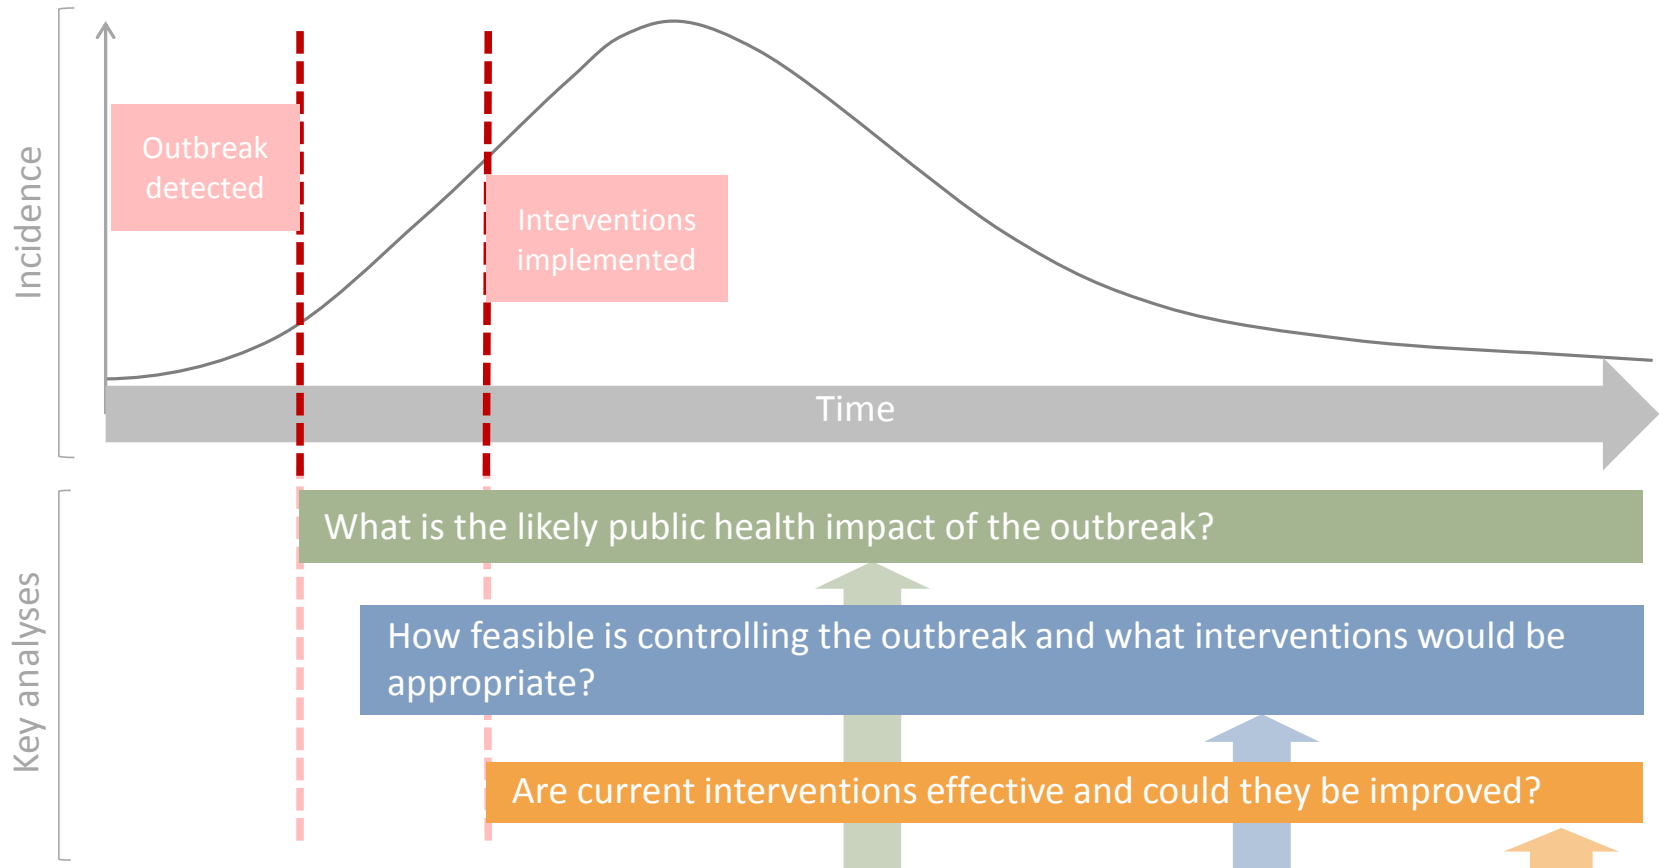 Incidence
Outbreak
detected
Interventions
implemented
Time
Key analyses
What is the likely public health impact of the outbreak?
How feasible is controlling the outbreak and what interventions would be
appropriate?
Are current interventions effective and could they be improved?